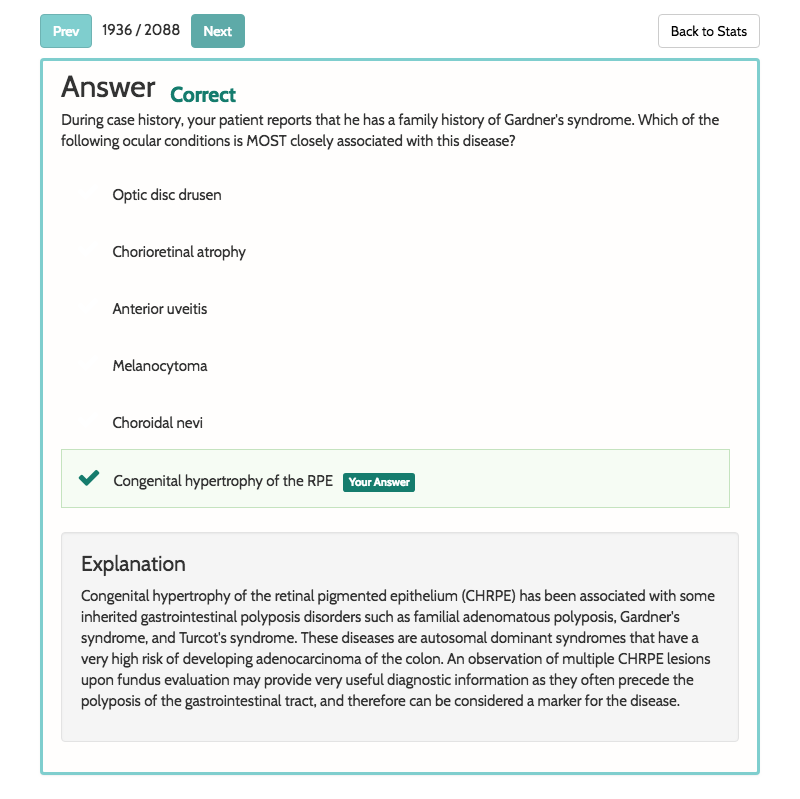 Prev 1936 / 2088 Next Back to Stats
Answer Correct
During case history, your patient reports that he has a family history of Gardner's syndrome. Which of the
following ocular conditions is MOST closely associated with this disease?
Optic disc drusen
Chorioretinal atrophy
Anterior uveitis
Melanocytoma
Choroidal nevi
Congenital hypertrophy of the RPE Your Answer
Explanation
Congenital hypertrophy of the retinal pigmented epithelium (CHRPE) has been associated with some
inherited gastrointestinal polyposis disorders such as familial adenomatous polyposis, Gardner's
syndrome, and Turcot's syndrome. These diseases are autosomal dominant syndromes that have a
very high risk of developing adenocarcinoma of the colon. An observation of multiple CHRPE lesions
upon fundus evaluation may provide very useful diagnostic information as they often precede the
polyposis of the gastrointestinal tract, and therefore can be considered a marker for the disease.